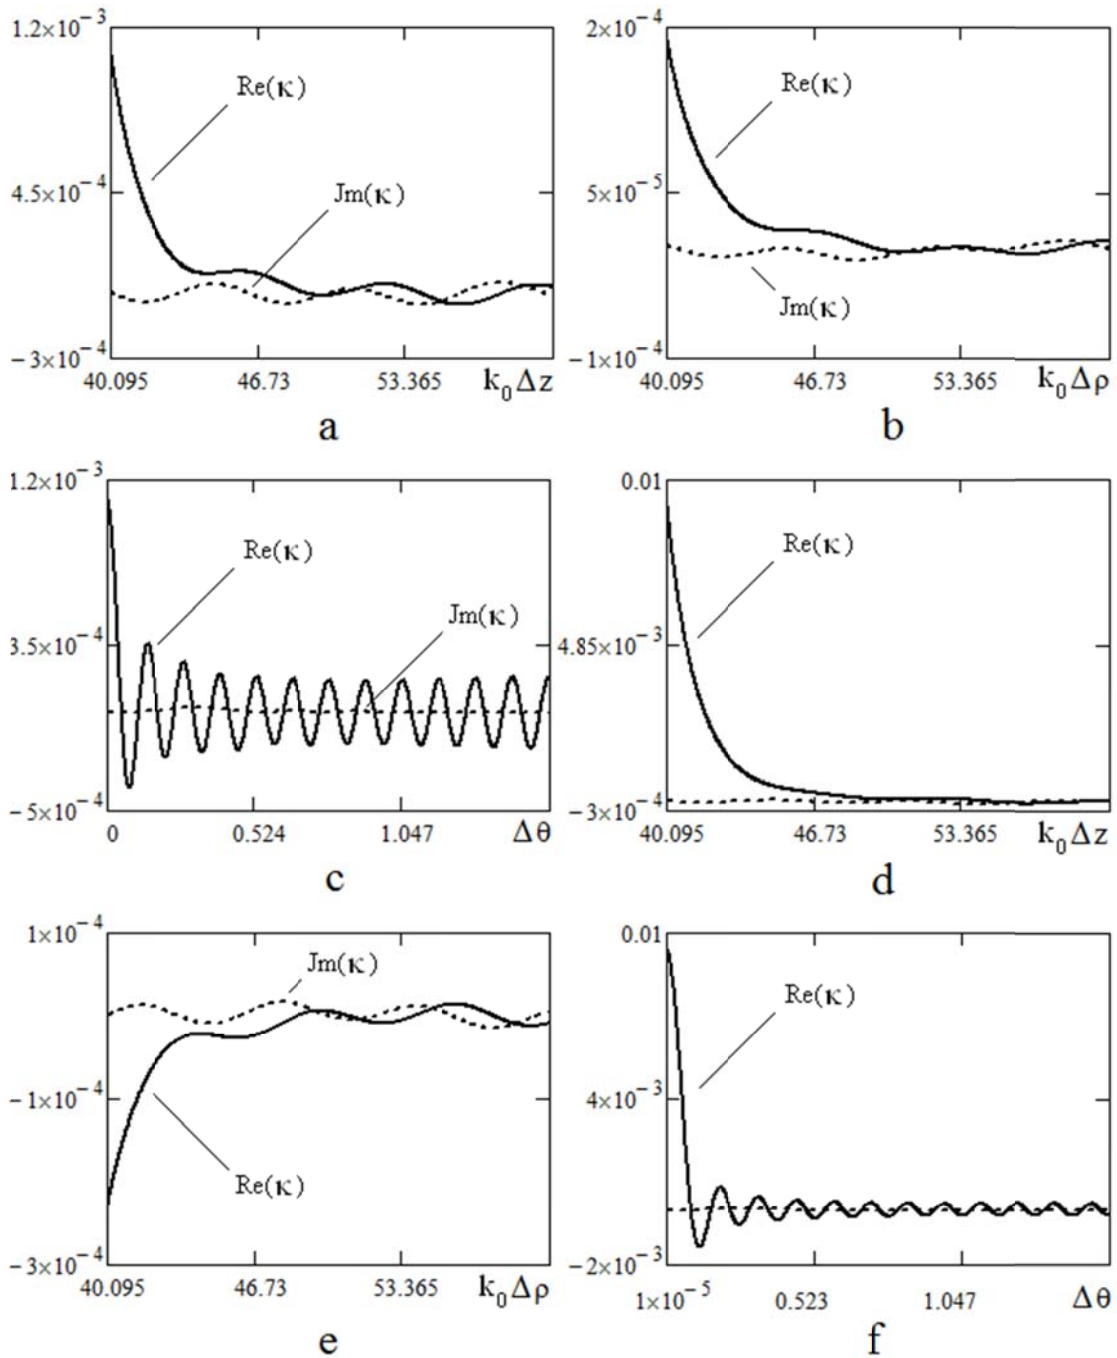 1.2×10⁻³
Re(κ)
Jm(κ)
4.5×10⁻⁴
−3×10⁻⁴
40.095 46.73 53.365 k₀Δz
a
2×10⁻⁴
Re(κ)
5×10⁻⁵
Jm(κ)
−1×10⁻⁴
40.095 46.73 53.365 k₀Δρ
b
1.2×10⁻³
Re(κ)
Jm(κ)
3.5×10⁻⁴
−5×10⁻⁴
0 0.524 1.047 Δθ
c
0.01
Re(κ)
4.85×10⁻³
−3×10⁻⁴
40.095 46.73 53.365 k₀Δz
d
1×10⁻⁴
Jm(κ)
−1×10⁻⁴
Re(κ)
−3×10⁻⁴
40.095 46.73 53.365 k₀Δρ
e
0.01
Re(κ)
4×10⁻³
−2×10⁻³
1×10⁻⁵ 0.523 1.047 Δθ
f